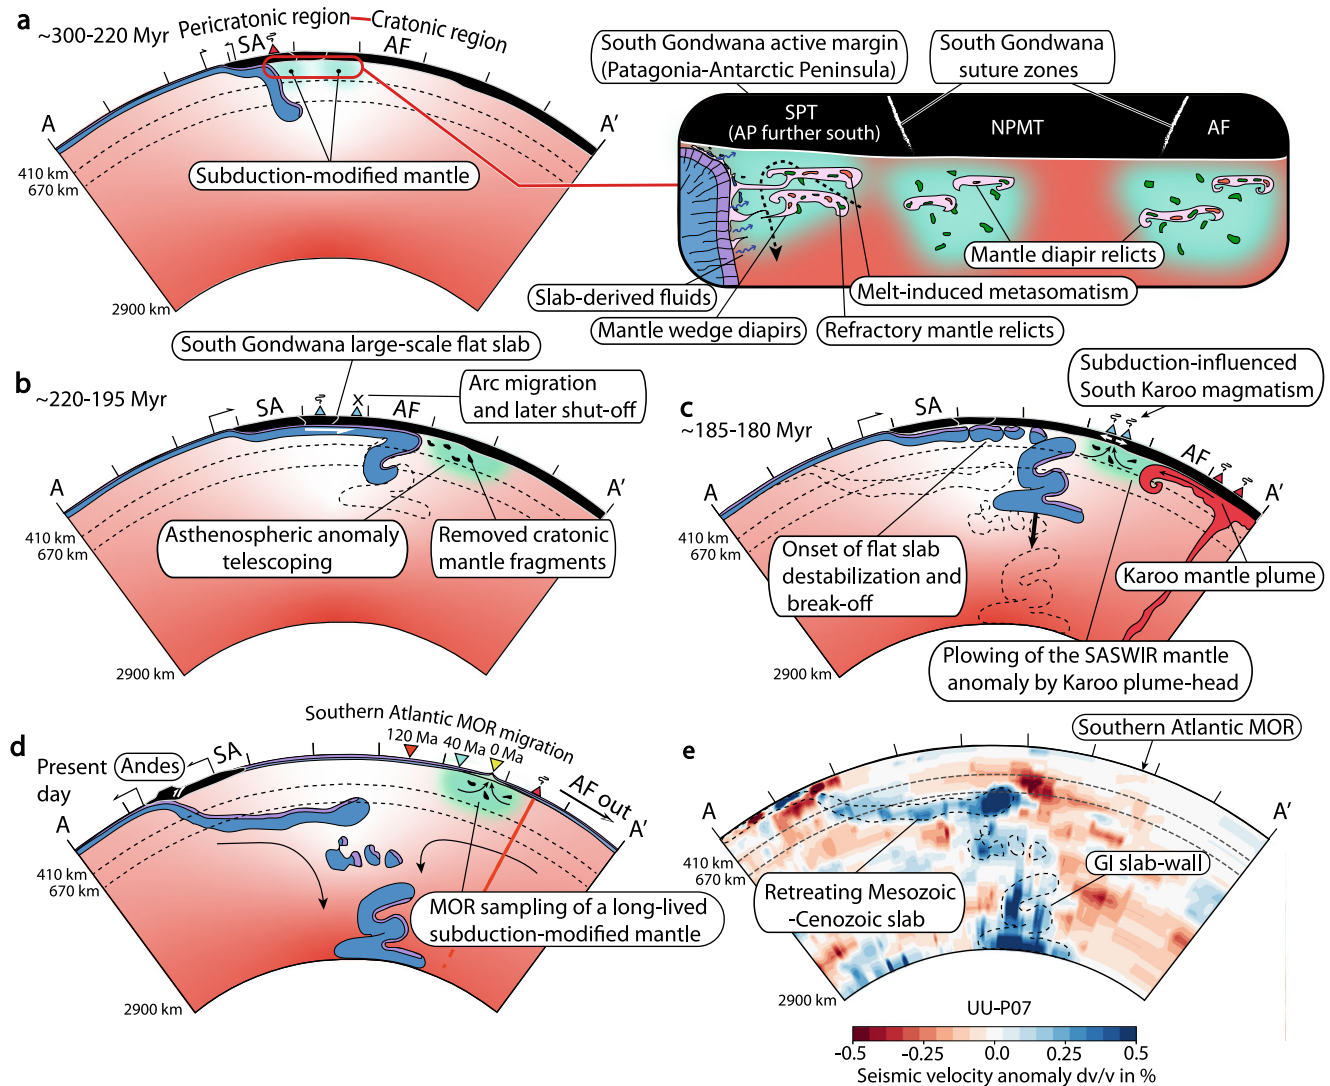 a
~300-220 Myr
Pericratonic region
Cratonic region
SA
AF
A
A’
410 km
670 km
2900 km
Subduction-modified mantle
South Gondwana active margin
(Patagonia-Antarctic Peninsula)
South Gondwana
suture zones
SPT
(AP further south)
NPMT
AF
Mantle diapir relicts
Slab-derived fluids
Melt-induced metasomatism
Mantle wedge diapirs
Refractory mantle relicts
b
~220-195 Myr
South Gondwana large-scale flat slab
Arc migration
and later shut-off
SA
X
AF
A
A’
410 km
670 km
2900 km
Asthenospheric anomaly
telescoping
Removed cratonic
mantle fragments
c
~185-180 Myr
Subduction-influenced
South Karoo magmatism
SA
AF
A
A’
410 km
670 km
2900 km
Onset of flat slab
destabilization and
break-off
Karoo mantle plume
Plowing of the SASWIR mantle
anomaly by Karoo plume-head
d
Present
day
Andes
SA
Southern Atlantic MOR migration
120 Ma
40 Ma
0 Ma
AF out
A
A’
410 km
670 km
2900 km
MOR sampling of a long-lived
subduction-modified mantle
e
Southern Atlantic MOR
A
A’
410 km
670 km
2900 km
Retreating Mesozoic
-Cenozoic slab
GI slab-wall
UU-P07
-0.5
-0.25
0.0
0.25
0.5
Seismic velocity anomaly dv/v in %